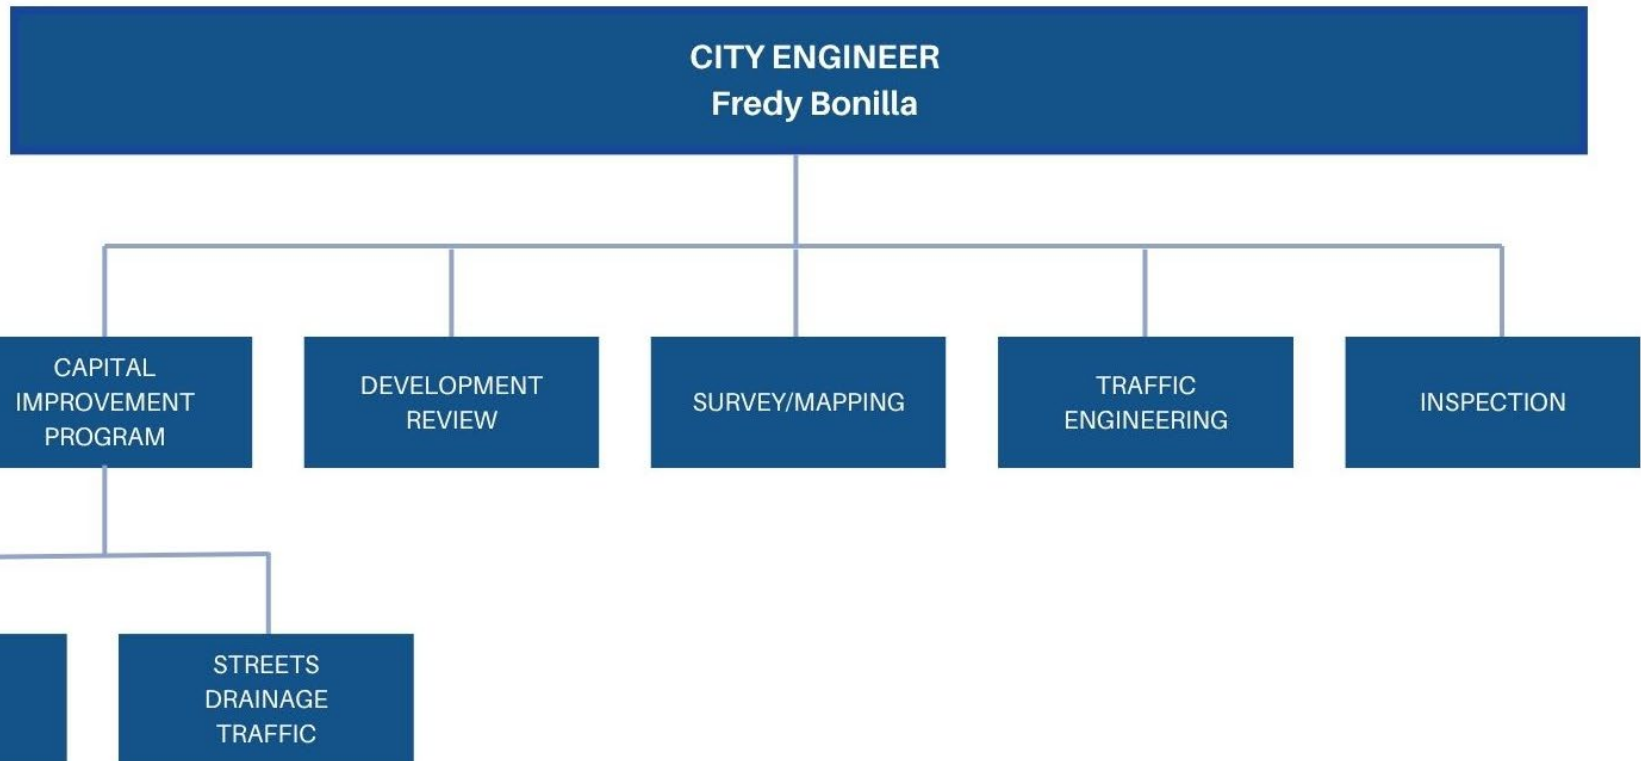 CITY ENGINEER
Fredy Bonilla
CAPITAL
IMPROVEMENT
PROGRAM
DEVELOPMENT
REVIEW
SURVEY/MAPPING
TRAFFIC
ENGINEERING
INSPECTION
STREETS
DRAINAGE
TRAFFIC